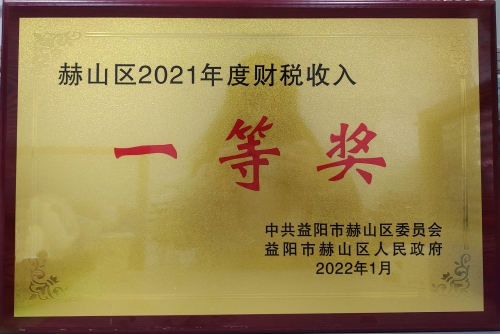 赫山区2021年度财税收入
一等奖
中共益阳市赫山区委员会
益阳市赫山区人民政府
2022年1月